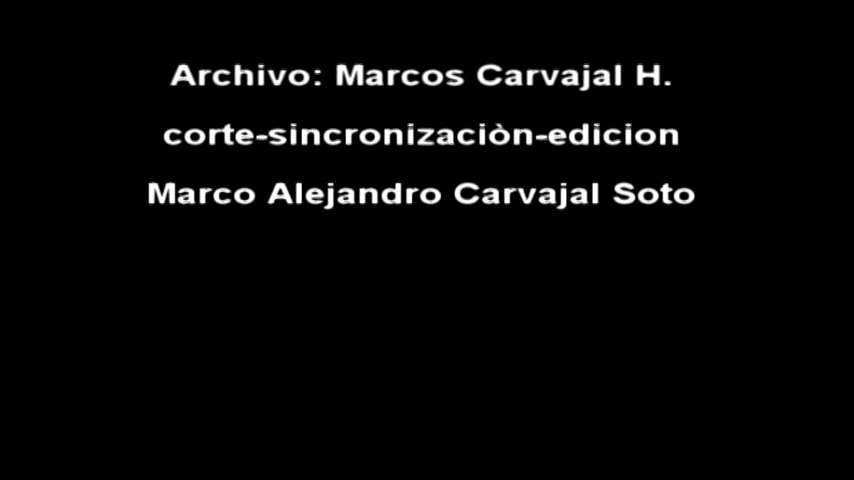 Archivo: Marcos Carvajal H.
corte-sincronizaciòn-edicion
Marco Alejandro Carvajal Soto